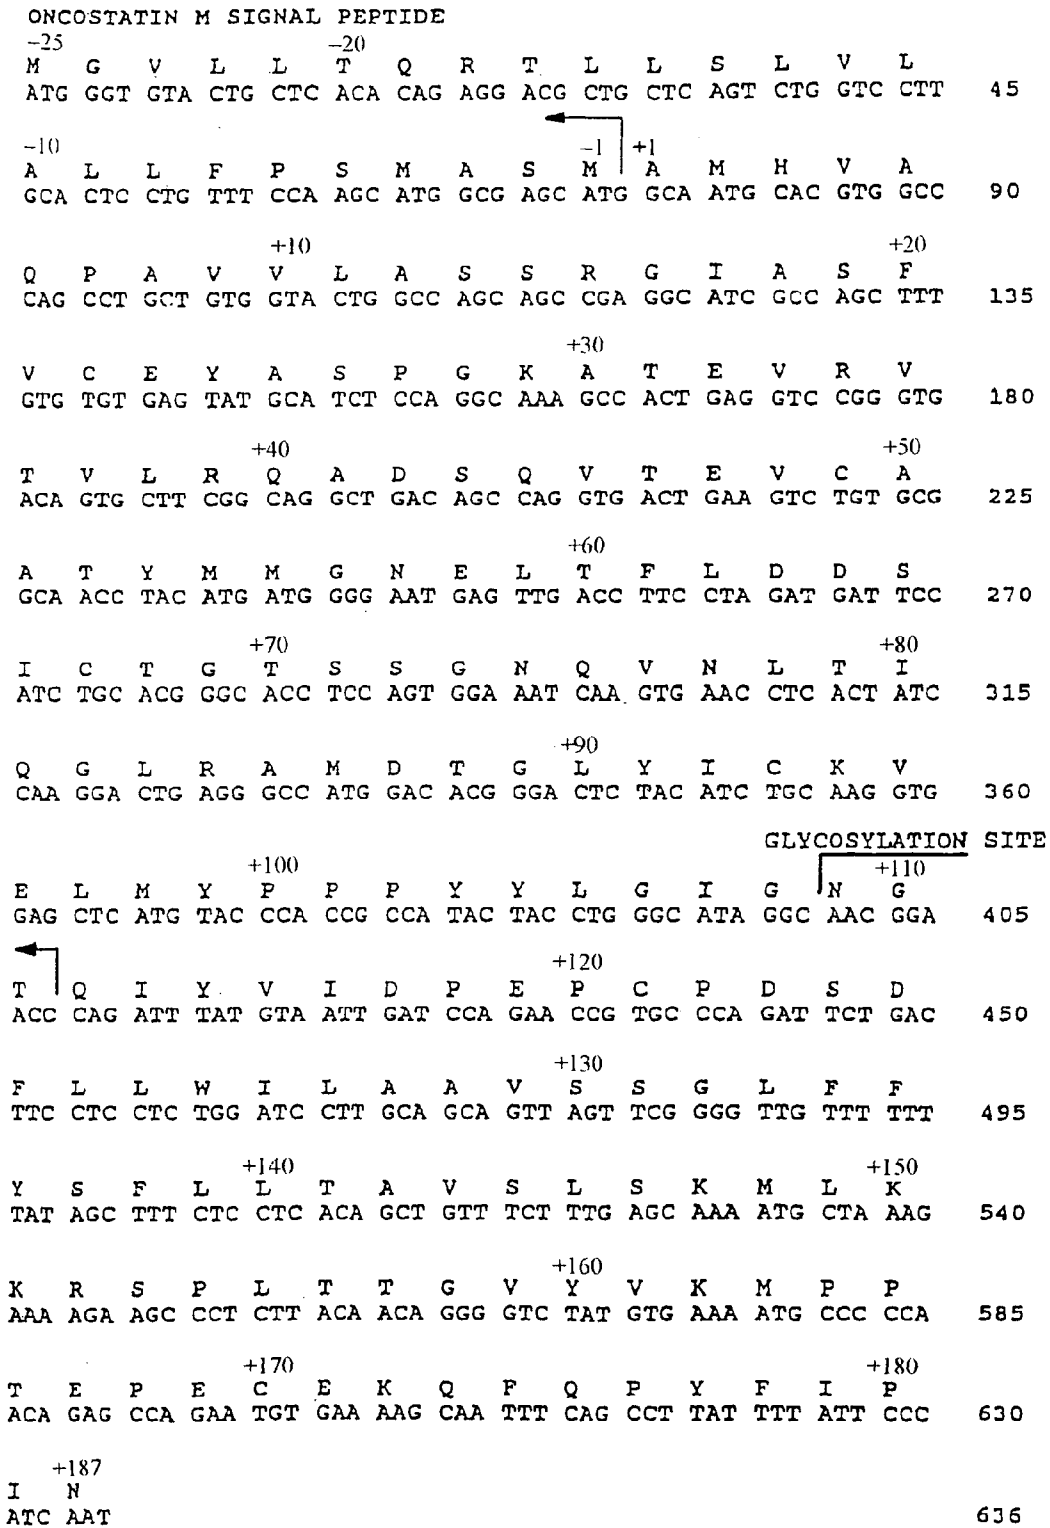 ONCOSTATIN M SIGNAL PEPTIDE
-25 -20
M G V L L T Q R T L L S L V L
ATG GGT GTA CTG CTC ACA CAG AGG ACG CTG CTC AGT CTG GTC CTT 45
-10 -1 +1
A L L F P S M A S M A M H V A
GCA CTC CTG TTT CCA AGC ATG GCG AGC ATG GCA ATG CAC GTG GCC 90
+10 +20
Q P A V V L A S S R G I A S F
CAG CCT GCT GTG GTA CTG GCC AGC AGC CGA GGC ATC GCC AGC TTT 135
+30
V C E Y A S P G K A T E V R V
GTG TGT GAG TAT GCA TCT CCA GGC AAA GCC ACT GAG GTC CGG GTG 180
+40 +50
T V L R Q A D S Q V T E V C A
ACA GTG CTT CGG CAG GCT GAC AGC CAG GTG ACT GAA GTC TGT GCG 225
+60
A T Y M M G N E L T F L D D S
GCA ACC TAC ATG ATG GGG AAT GAG TTG ACC TTC CTA GAT GAT TCC 270
+70 +80
I C T G T S S G N Q V N L T I
ATC TGC ACG GGC ACC TCC AGT GGA AAT CAA GTG AAC CTC ACT ATC 315
+90
Q G L R A M D T G L Y I C K V
CAA GGA CTG AGG GCC ATG GAC ACG GGA CTC TAC ATC TGC AAG GTG 360
GLYCOSYLATION SITE
+100 +110
E L M Y P P P Y Y L G I G N G
GAG CTC ATG TAC CCA CCG CCA TAC TAC CTG GGC ATA GGC AAC GGA 405
+120
T Q I Y V I D P E P C P D S D
ACC CAG ATT TAT GTA ATT GAT CCA GAA CCG TGC CCA GAT TCT GAC 450
+130
F L L W I L A A V S S G L F F
TTC CTC CTC TGG ATC CTT GCA GCA GTT AGT TCG GGG TTG TTT TTT 495
+140 +150
Y S F L L T A V S L S K M L K
TAT AGC TTT CTC CTC ACA GCT GTT TCT TTG AGC AAA ATG CTA AAG 540
+160
K R S P L T T G V Y V K M P P
AAA AGA AGC CCT CTT ACA ACA GGG GTC TAT GTG AAA ATG CCC CCA 585
+170 +180
T E P E C E K Q F Q P Y F I P
ACA GAG CCA GAA TGT GAA AAG CAA TTT CAG CCT TAT TTT ATT CCC 630
+187
I N
ATC AAT 636